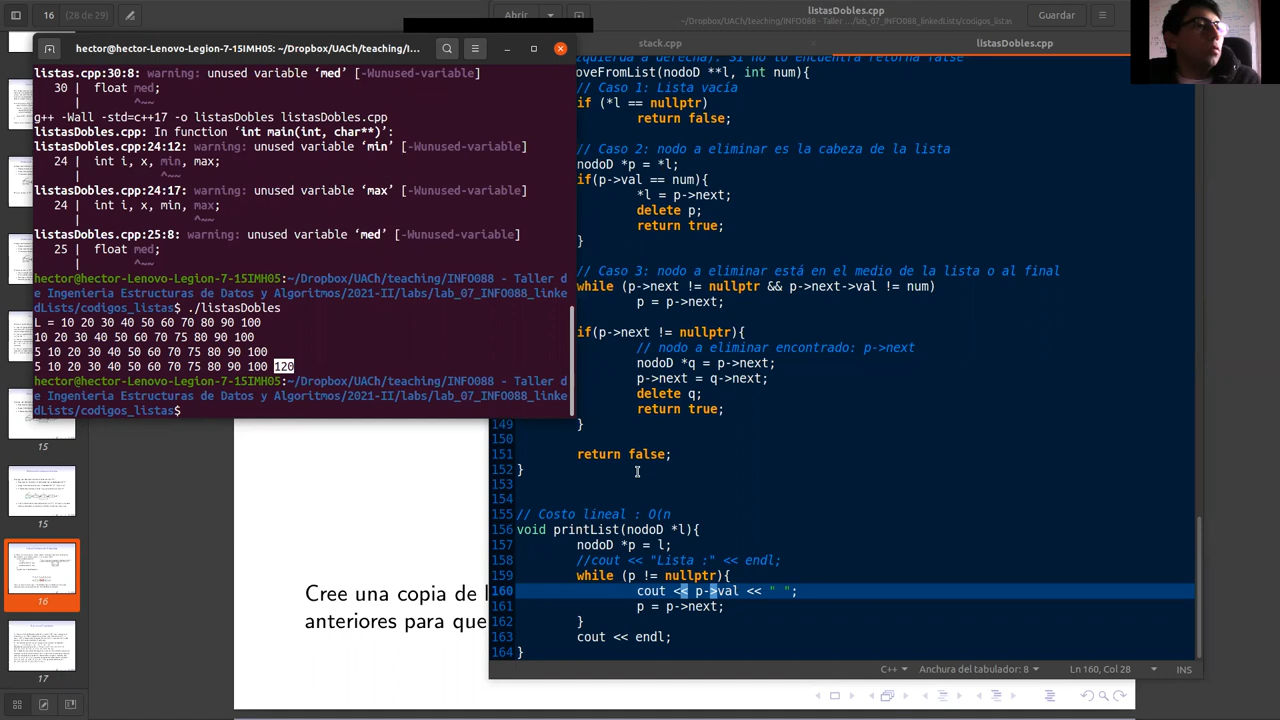 16 (28 de 29)
Abrir
listasDobles.cpp
~/Dropbox/UACh/teaching/INFO088 - Taller .../lab_07_INFO088_linkedLists/codigos_listas
Guardar
stack.cpp
listasDobles.cpp
hector@hector-Lenovo-Legion-7-15IMH05: ~/Dropbox/UACh/teaching/I...
listas.cpp:30:8: warning: unused variable ‘med’ [-Wunused-variable]
30 | float med;
| ^~~
g++ -Wall -std=c++17 -o listasDobles listasDobles.cpp
listasDobles.cpp: In function ‘int main(int, char**)’:
listasDobles.cpp:24:12: warning: unused variable ‘min’ [-Wunused-variable]
24 | int i, x, min, max;
| ^~~
listasDobles.cpp:24:17: warning: unused variable ‘max’ [-Wunused-variable]
24 | int i, x, min, max;
| ^~~
listasDobles.cpp:25:8: warning: unused variable ‘med’ [-Wunused-variable]
25 | float med;
| ^~~
hector@hector-Lenovo-Legion-7-15IMH05:~/Dropbox/UACh/teaching/INFO088 - Taller d
e Ingenieria Estructuras de Datos y Algoritmos/2021-II/labs/lab_07_INFO088_linke
dLists/codigos_listas$ ./listasDobles
L = 10 20 30 40 50 60 70 80 90 100
10 20 30 40 50 60 70 80 90 100
5 10 20 30 40 50 60 70 75 80 90 100
5 10 20 30 40 50 60 70 75 80 90 100 120
hector@hector-Lenovo-Legion-7-15IMH05:~/Dropbox/UACh/teaching/INFO088 - Taller d
e Ingenieria Estructuras de Datos y Algoritmos/2021-II/labs/lab_07_INFO088_linke
dLists/codigos_listas$
izquierda a derecha). Si no lo encuentra retorna false
oveFromList(nodoD **l, int num){
// Caso 1: Lista vacía
if (*l == nullptr)
return false;
// Caso 2: nodo a eliminar es la cabeza de la lista
nodoD *p = *l;
if(p->val == num){
*l = p->next;
delete p;
return true;
}
// Caso 3: nodo a eliminar está en el medio de la lista o al final
while (p->next != nullptr && p->next->val != num)
p = p->next;
if(p->next != nullptr){
// nodo a eliminar encontrado: p->next
nodoD *q = p->next;
p->next = q->next;
delete q;
return true;
149 }
150
151 return false;
152 }
153
154
155 // Costo lineal : O(n
156 void printList(nodoD *l){
157 nodoD *p = l;
158 //cout << "Lista :" << endl;
159 while (p != nullptr){
160 cout << p->val << " ";
161 p = p->next;
162 }
163 cout << endl;
164 }
C++ Anchura del tabulador: 8 Ln 160, Col 28 INS
15
15
16
17
Cree una copia de l
anteriores para que